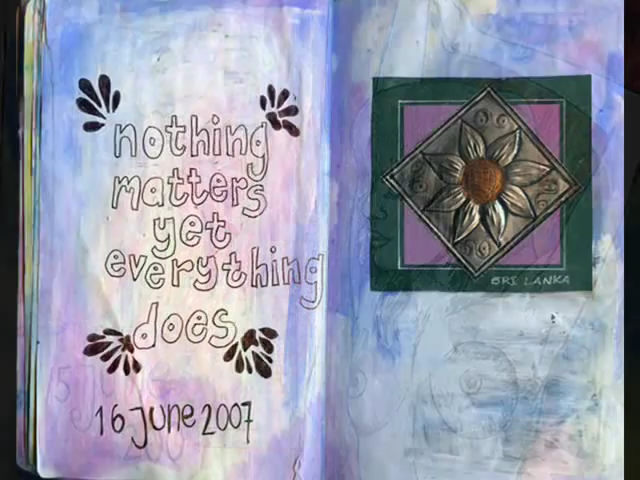 nothing
matters
yet
everything
does
16 June 2007
SRI LANKA